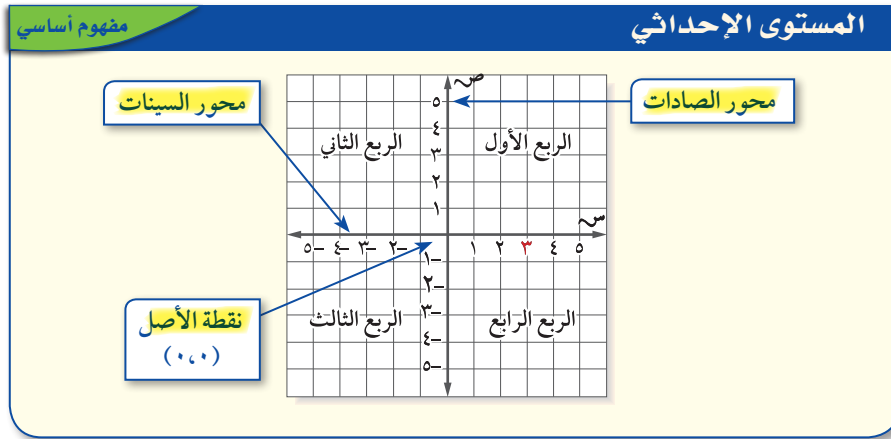 المستوى الإحداثي
مفهوم أساسي
محور الصادات
محور السينات
ص
٥
٤
٣
٢
١
الربع الأول
الربع الثاني
س
–٥ –٤ –٣ –٢ ١ ٢ ٣ ٤ ٥
–١
–٢
–٣
–٤
–٥
الربع الرابع
الربع الثالث
نقطة الأصل
(٠،٠)